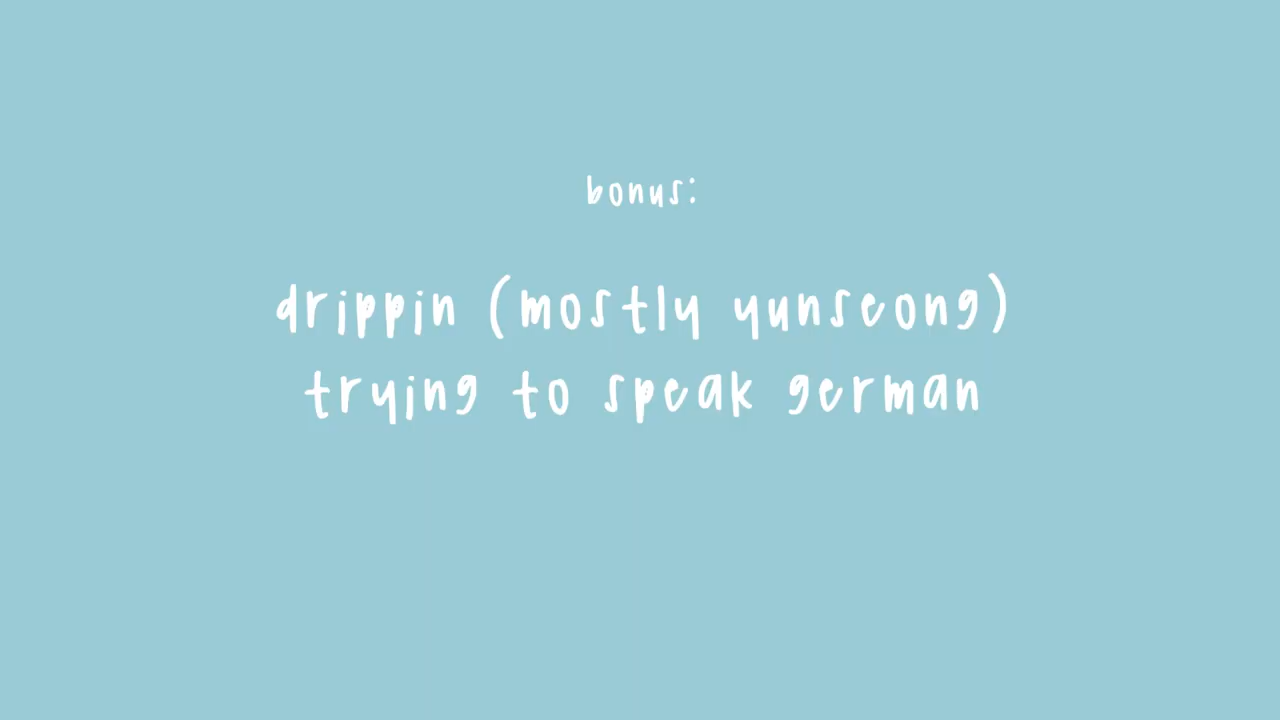 bonus:
drippin (mostly yunseong)
trying to speak german